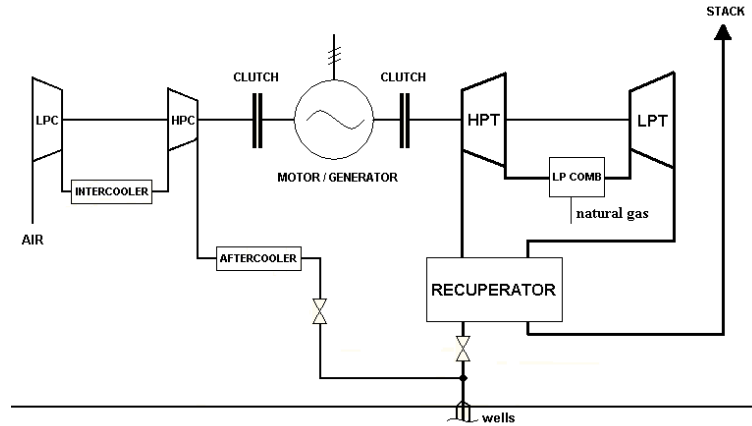 STACK
CLUTCH
CLUTCH
LPC
HPC
HPT
LPT
MOTOR / GENERATOR
LP COMB
INTERCOOLER
natural gas
AIR
AFTERCOOLER
RECUPERATOR
wells